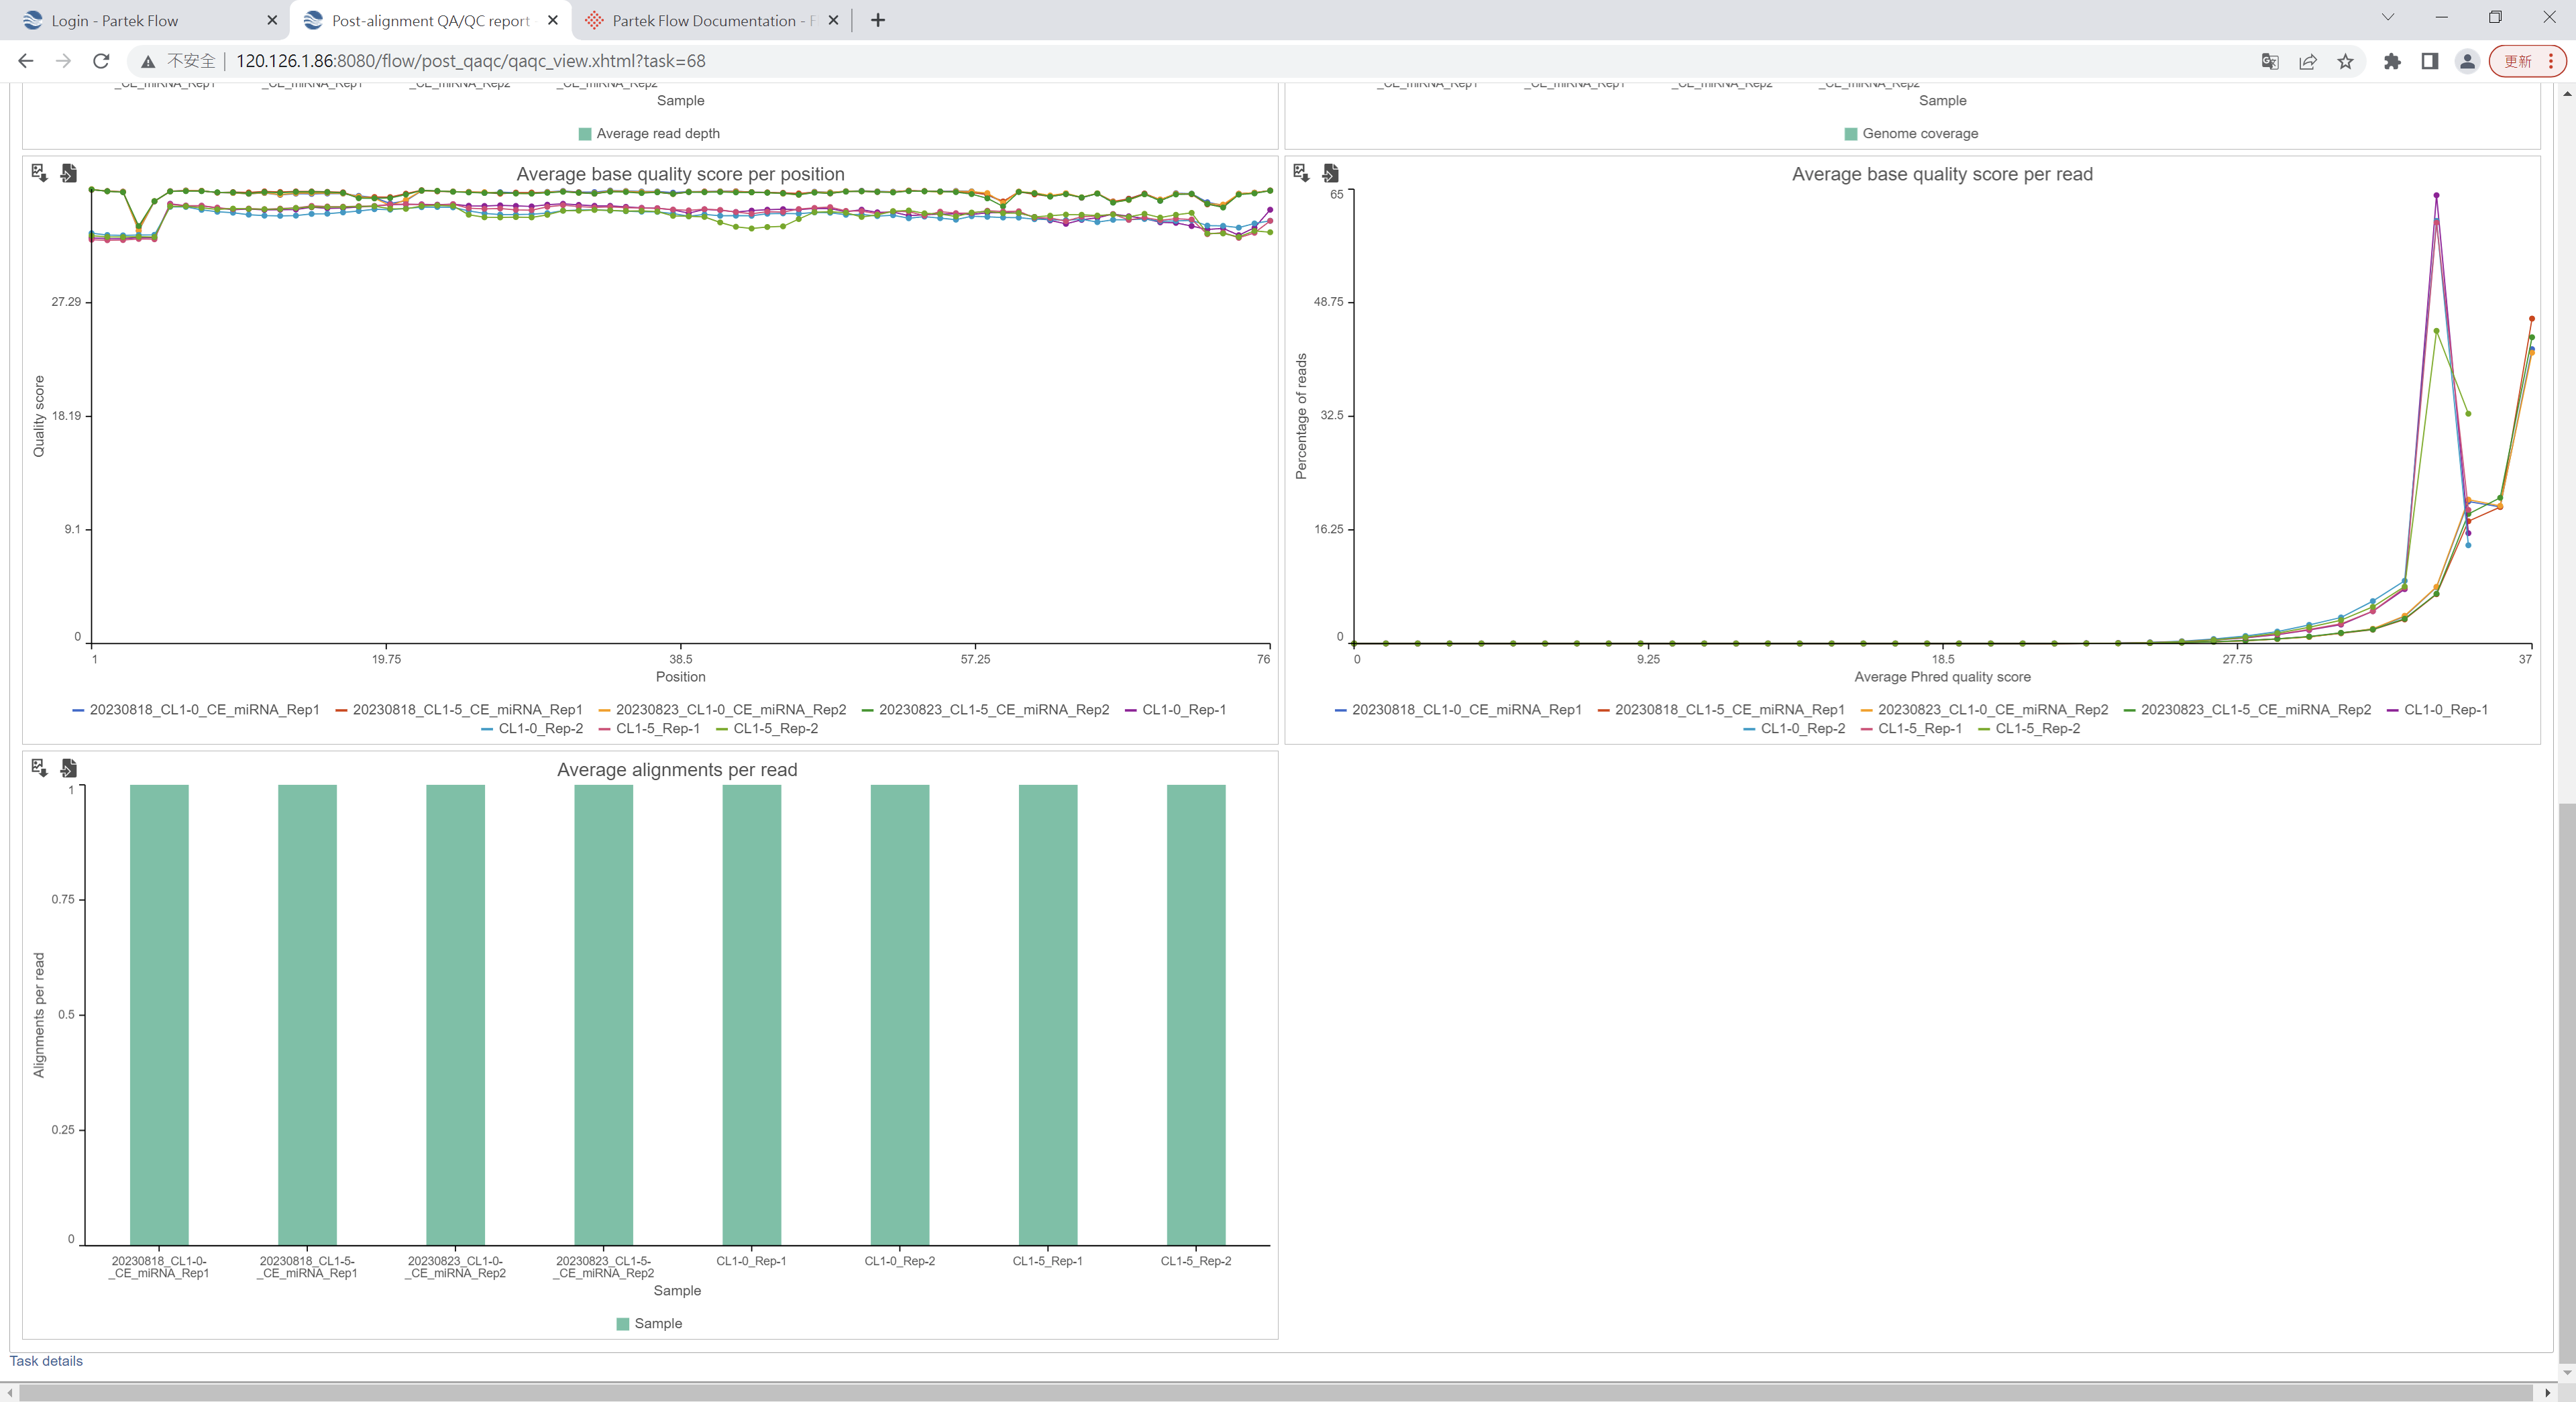 Login - Partek Flow
Post-alignment QA/QC report
Partek Flow Documentation - F
不安全
120.126.1.86:8080/flow/post_qaqc/qaqc_view.xhtml?task=68
更新
_CE_miRNA_Rep1 _CE_miRNA_Rep1 _CE_miRNA_Rep2 _CE_miRNA_Rep2
Sample
Average read depth
_CE_miRNA_Rep1 _CE_miRNA_Rep1 _CE_miRNA_Rep2 _CE_miRNA_Rep2
Sample
Genome coverage
Average base quality score per position
Quality score
27.29
18.19
9.1
0
1 19.75 38.5 57.25 76
Position
20230818_CL1-0_CE_miRNA_Rep1 20230818_CL1-5_CE_miRNA_Rep1 20230823_CL1-0_CE_miRNA_Rep2 20230823_CL1-5_CE_miRNA_Rep2 CL1-0_Rep-1
CL1-0_Rep-2 CL1-5_Rep-1 CL1-5_Rep-2
Average base quality score per read
Percentage of reads
65
48.75
32.5
16.25
0
0 9.25 18.5 27.75 37
Average Phred quality score
20230818_CL1-0_CE_miRNA_Rep1 20230818_CL1-5_CE_miRNA_Rep1 20230823_CL1-0_CE_miRNA_Rep2 20230823_CL1-5_CE_miRNA_Rep2 CL1-0_Rep-1
CL1-0_Rep-2 CL1-5_Rep-1 CL1-5_Rep-2
Average alignments per read
Alignments per read
1
0.75
0.5
0.25
0
20230818_CL1-0- 20230818_CL1-5- 20230823_CL1-0- 20230823_CL1-5- CL1-0_Rep-1 CL1-0_Rep-2 CL1-5_Rep-1 CL1-5_Rep-2
_CE_miRNA_Rep1 _CE_miRNA_Rep1 _CE_miRNA_Rep2 _CE_miRNA_Rep2
Sample
Sample
Task details